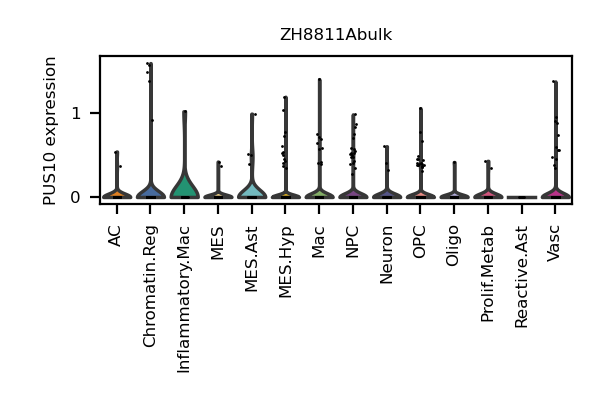 ZH8811Abulk
PUS10 expression
1
0
AC
Chromatin.Reg
Inflammatory.Mac
MES
MES.Ast
MES.Hyp
Mac
NPC
Neuron
OPC
Oligo
Prolif.Metab
Reactive.Ast
Vasc